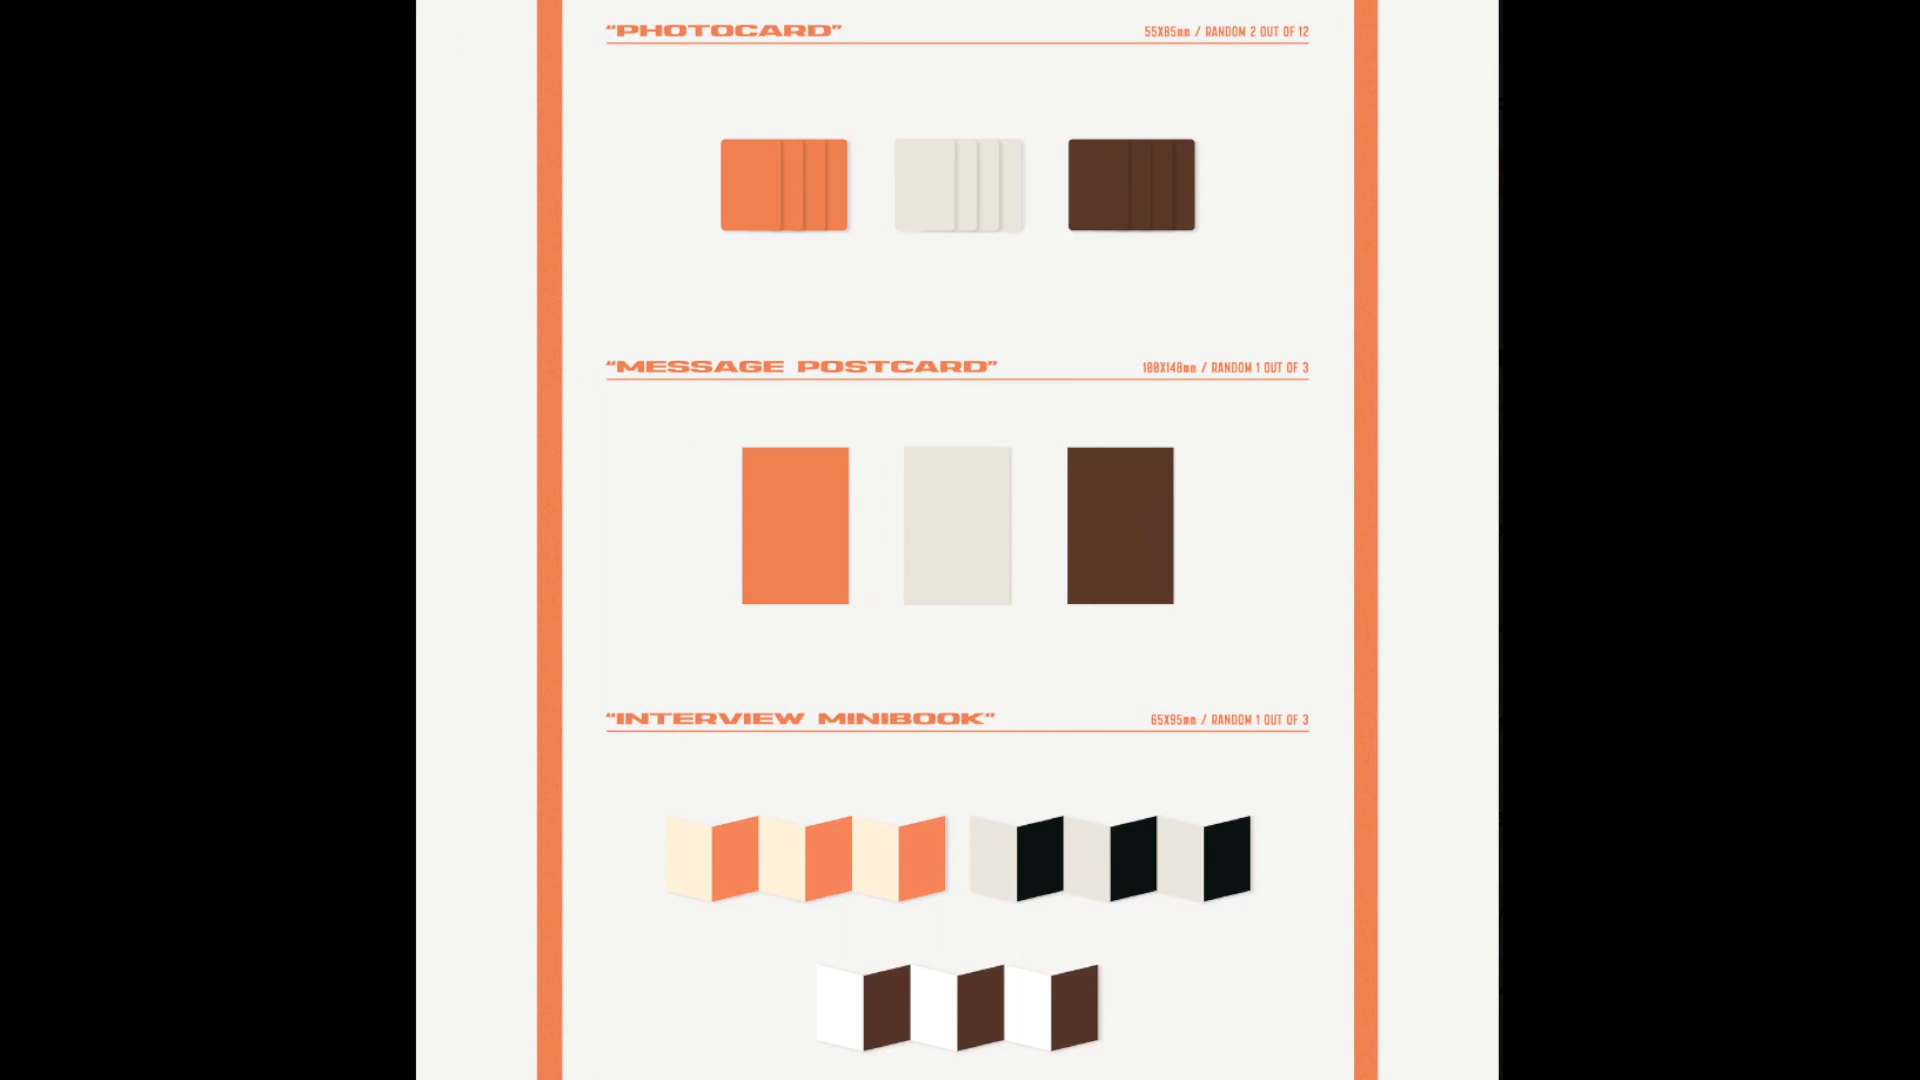 “PHOTOCARD”
55X85mm / RANDOM 2 OUT OF 12
“MESSAGE POSTCARD”
100X148mm / RANDOM 1 OUT OF 3
“INTERVIEW MINIBOOK”
65X95mm / RANDOM 1 OUT OF 3